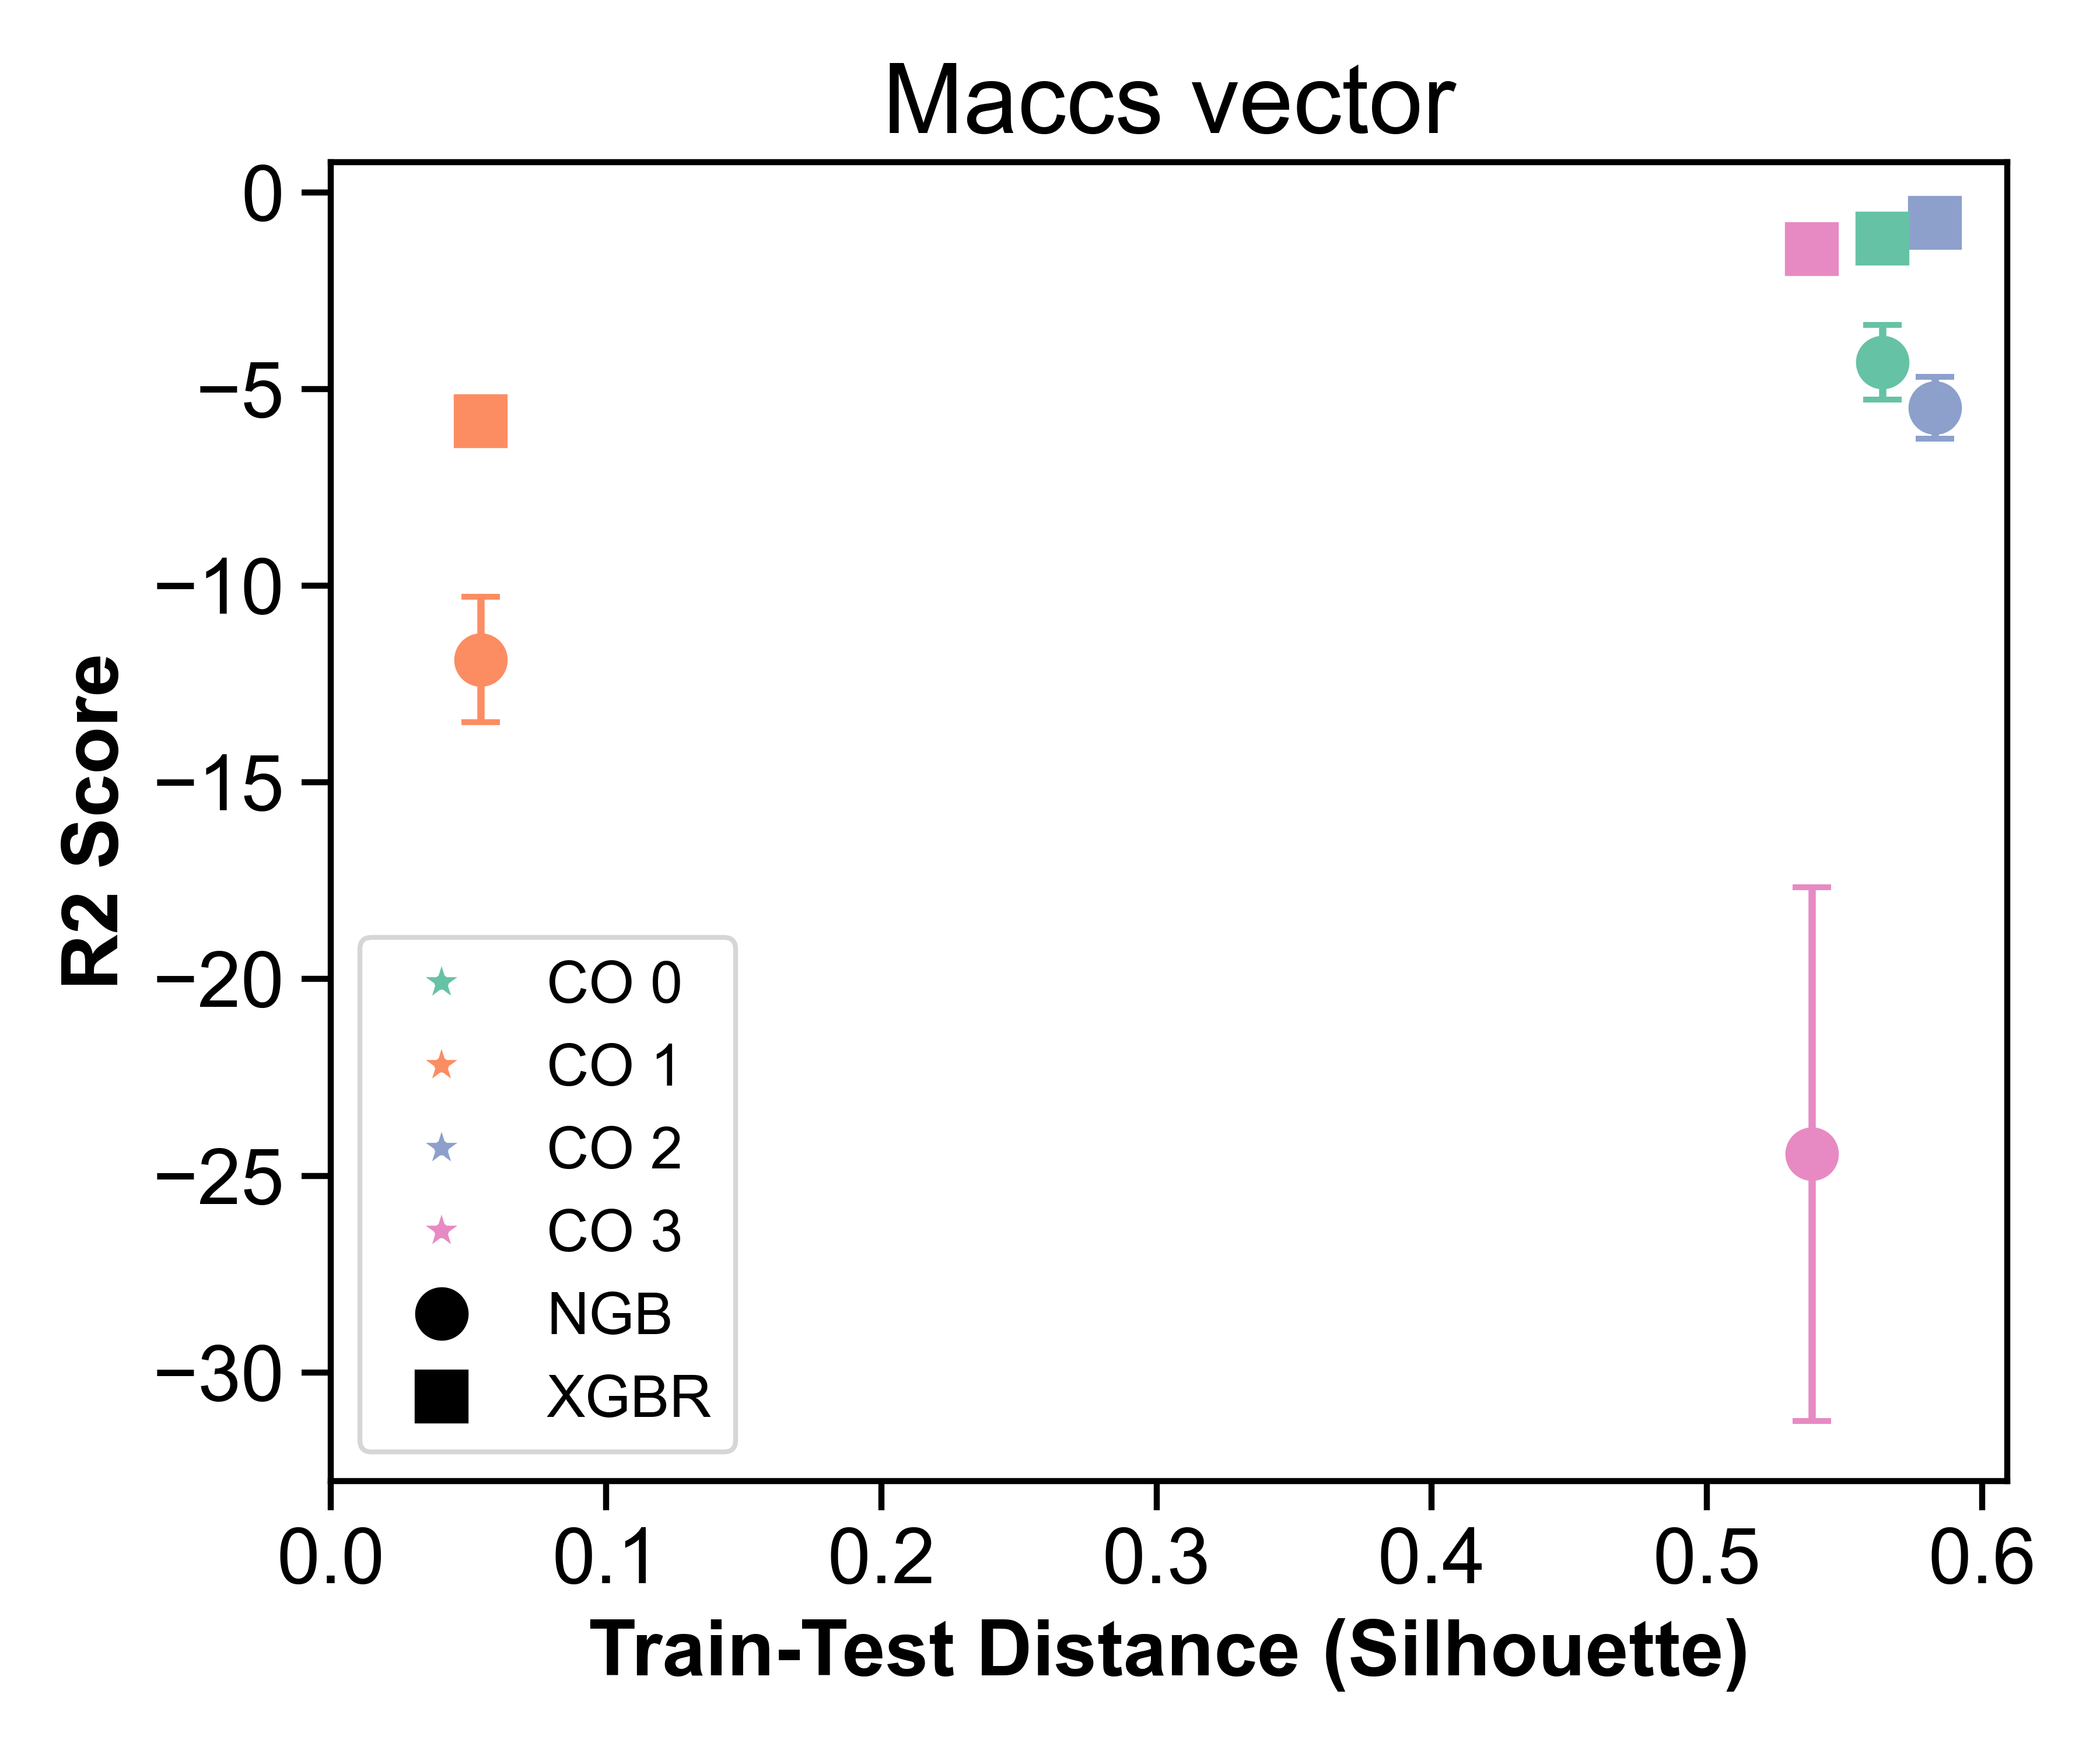 Maccs vector
0
−5
−10
−15
−20
−25
−30
R2 Score
CO 0
CO 1
CO 2
CO 3
NGB
XGBR
0.0 0.1 0.2 0.3 0.4 0.5 0.6
Train-Test Distance (Silhouette)